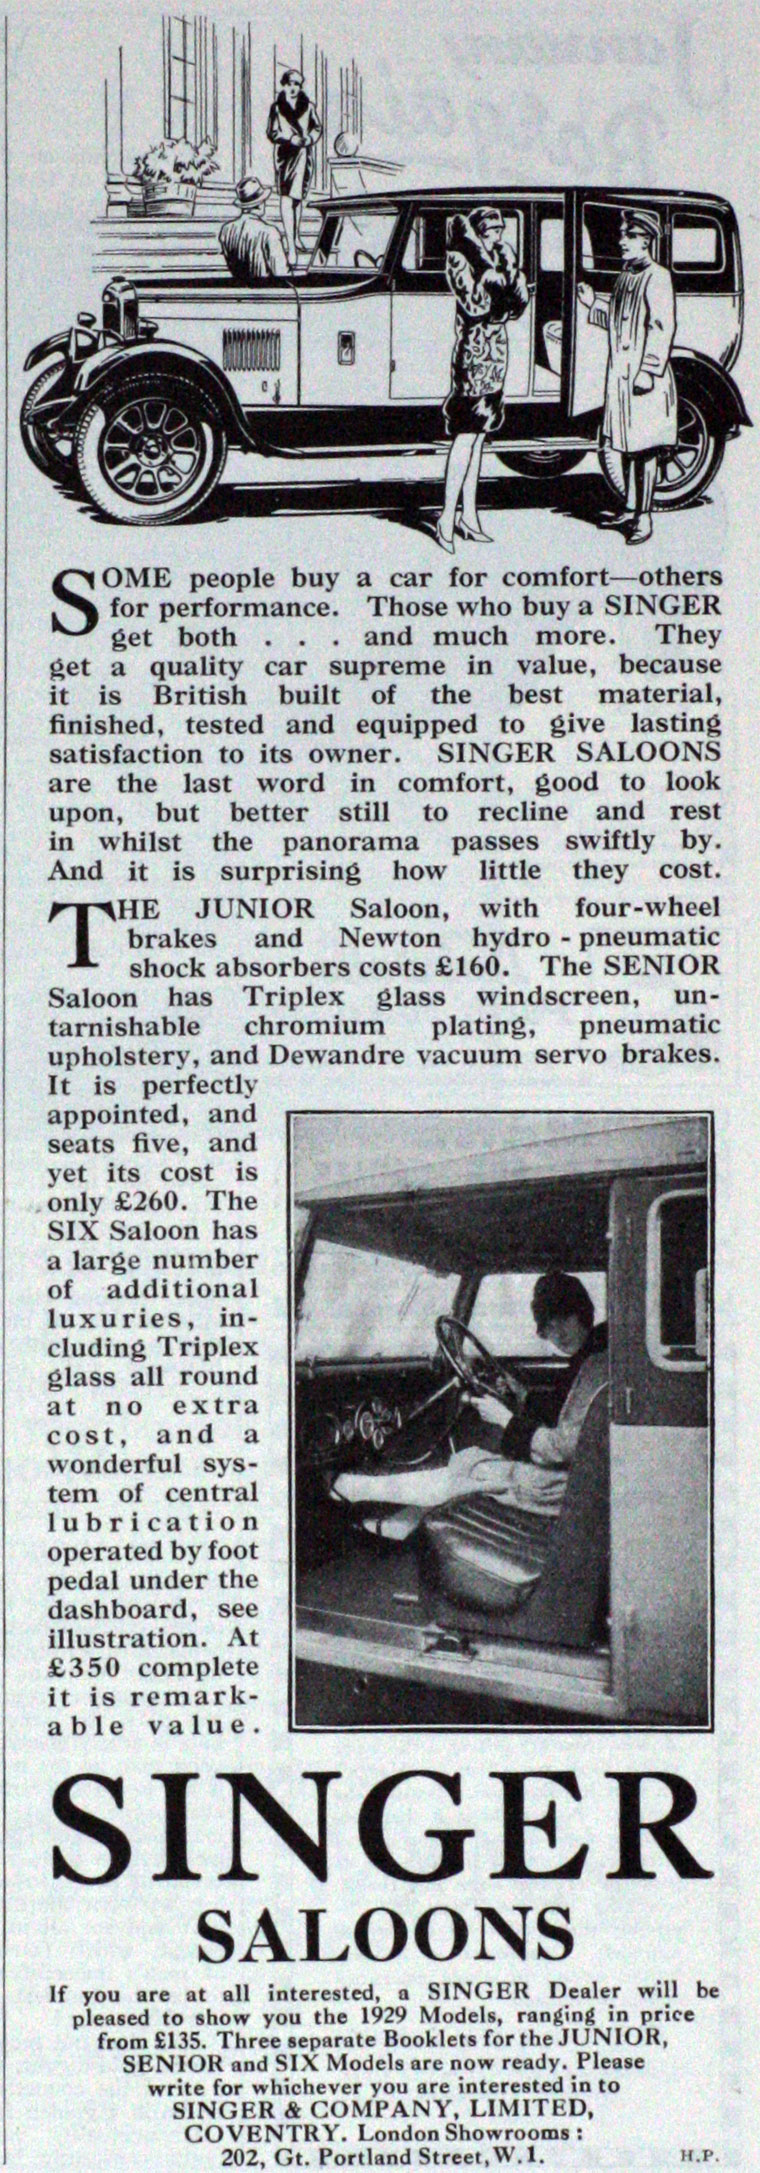 SOME people buy a car for comfort—others
for performance. Those who buy a SINGER
get both . . . and much more. They
get a quality car supreme in value, because
it is British built of the best material,
finished, tested and equipped to give lasting
satisfaction to its owner. SINGER SALOONS
are the last word in comfort, good to look
upon, but better still to recline and rest
in whilst the panorama passes swiftly by.
And it is surprising how little they cost.
THE JUNIOR Saloon, with four-wheel
brakes and Newton hydro - pneumatic
shock absorbers costs £160. The SENIOR
Saloon has Triplex glass windscreen, un-
tarnishable chromium plating, pneumatic
upholstery, and Dewandre vacuum servo brakes.
It is perfectly
appointed, and
seats five, and
yet its cost is
only £260. The
SIX Saloon has
a large number
of additional
luxuries, in-
cluding Triplex
glass all round
at no extra
cost, and a
wonderful sys-
tem of central
lubrication
operated by foot
pedal under the
dashboard, see
illustration. At
£350 complete
it is remark-
able value.
SINGER
SALOONS
If you are at all interested, a SINGER Dealer will be
pleased to show you the 1929 Models, ranging in price
from £135. Three separate Booklets for the JUNIOR,
SENIOR and SIX Models are now ready. Please
write for whichever you are interested in to
SINGER & COMPANY, LIMITED,
COVENTRY. London Showrooms :
202, Gt. Portland Street, W.1. H.P.